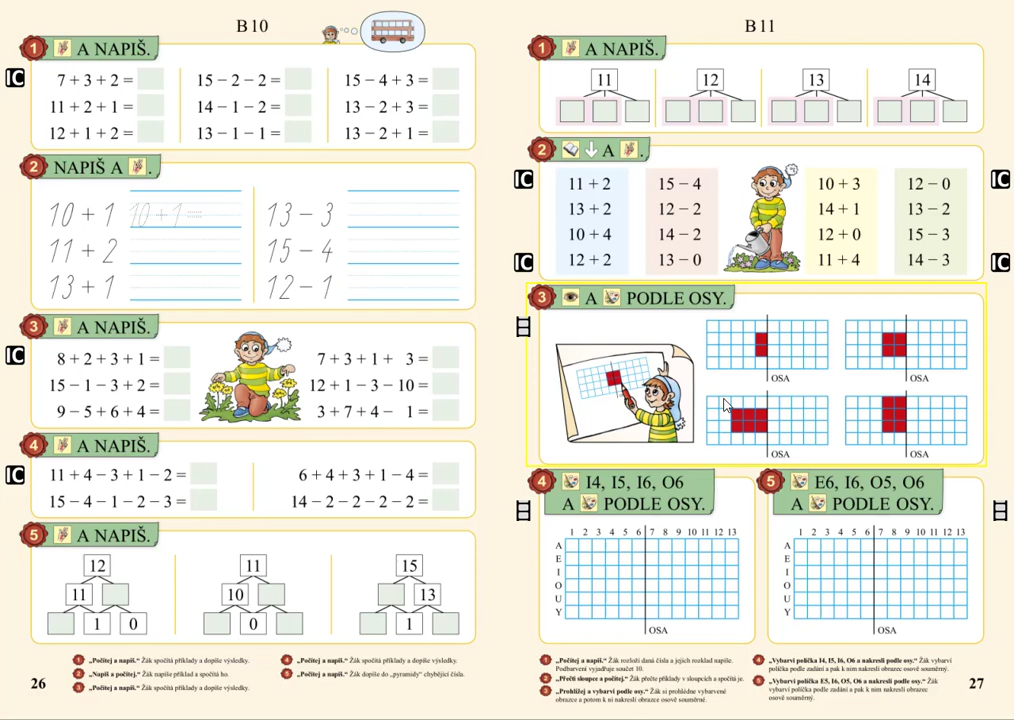 B 10
1 A NAPIŠ.
7 + 3 + 2 =
15 − 2 − 2 =
15 − 4 + 3 =
11 + 2 + 1 =
14 − 1 − 2 =
13 − 2 + 3 =
12 + 1 + 2 =
13 − 1 − 1 =
13 − 2 + 1 =
2 NAPIŠ A .
10 + 1 10 + 1 =
13 − 3
11 + 2
15 − 4
13 + 1
12 − 1
3 A NAPIŠ.
8 + 2 + 3 + 1 =
7 + 3 + 1 + 3 =
15 − 1 − 3 + 2 =
12 + 1 − 3 − 10 =
9 − 5 + 6 + 4 =
3 + 7 + 4 − 1 =
4 A NAPIŠ.
11 + 4 − 3 + 1 − 2 =
6 + 4 + 3 + 1 − 4 =
15 − 4 − 1 − 2 − 3 =
14 − 2 − 2 − 2 − 2 =
5 A NAPIŠ.
12
11
15
11
10
13
1 0
0
1
1 „Počítej a napiš.“ Žák spočítá příklady a dopíše výsledky.
2 „Napiš a počítej.“ Žák napíše příklad a spočítá ho.
3 „Počítej a napiš.“ Žák spočítá příklady a dopíše výsledky.
4 „Počítej a napiš.“ Žák spočítá příklady a dopíše výsledky.
5 „Počítej a napiš.“ Žák dopíše do „pyramidy“ chybějící čísla.
26
B 11
1 A NAPIŠ.
11
12
13
14
2 A .
11 + 2
15 − 4
10 + 3
12 − 0
13 + 2
12 − 2
14 + 1
13 − 2
10 + 4
14 − 2
12 + 0
15 − 3
12 + 2
13 − 0
11 + 4
14 − 3
3 A PODLE OSY.
OSA
OSA
OSA
OSA
4 I4, I5, I6, O6
A PODLE OSY.
1 2 3 4 5 6 7 8 9 10 11 12 13
A
E
I
O
U
Y
OSA
5 E6, I6, O5, O6
A PODLE OSY.
1 2 3 4 5 6 7 8 9 10 11 12 13
A
E
I
O
U
Y
OSA
1 „Počítej a napiš.“ Žák rozloží daná čísla a jejich rozklad napíše.
Podbarvení vyjadřuje součet 10.
2 „Přečti sloupce a počítej.“ Žák přečte příklady v sloupcích a spočítá je.
3 „Prohlížej a vybarvi podle osy.“ Žák si prohlédne vybarvené
obrazce a potom k ní nakreslí obrazec osově souměrné.
4 „Vybarvi políčka I4, I5, I6, O6 a nakresli podle osy.“ Žák vybarví
políčka podle zadání a pak k nim nakreslí obrazec osově souměrný.
5 „Vybarvi políčka E5, I6, O5, O6 a nakresli podle osy.“ Žák
vybarví políčka podle zadání a pak k nim nakreslí obrazec
osově souměrný.
27